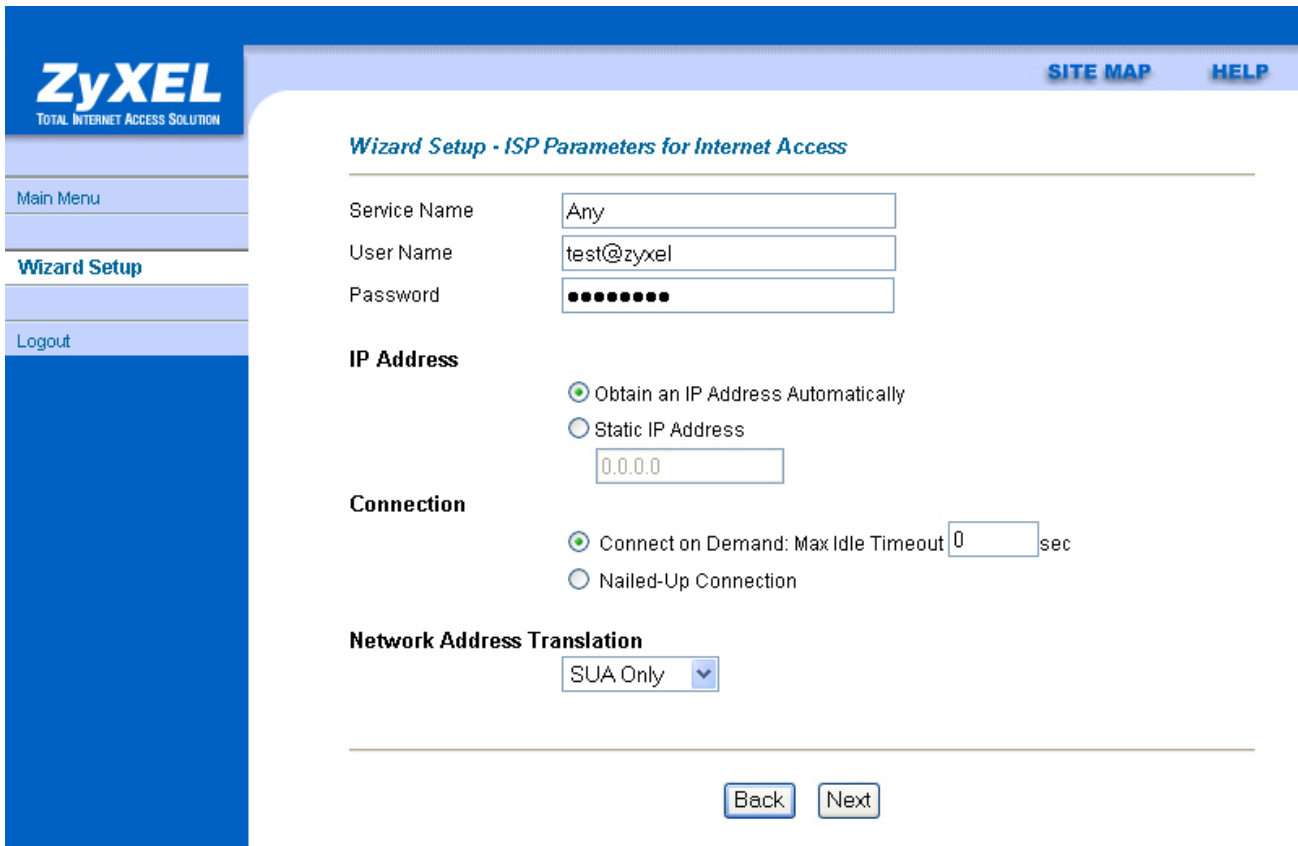 SITE MAP HELP
ZyXEL
TOTAL INTERNET ACCESS SOLUTION
Main Menu
Wizard Setup
Logout
Wizard Setup - ISP Parameters for Internet Access
Service Name Any
User Name test@zyxel
Password ●●●●●●●●
IP Address
Obtain an IP Address Automatically
Static IP Address
0.0.0.0
Connection
Connect on Demand: Max Idle Timeout 0 sec
Nailed-Up Connection
Network Address Translation
SUA Only
Back Next